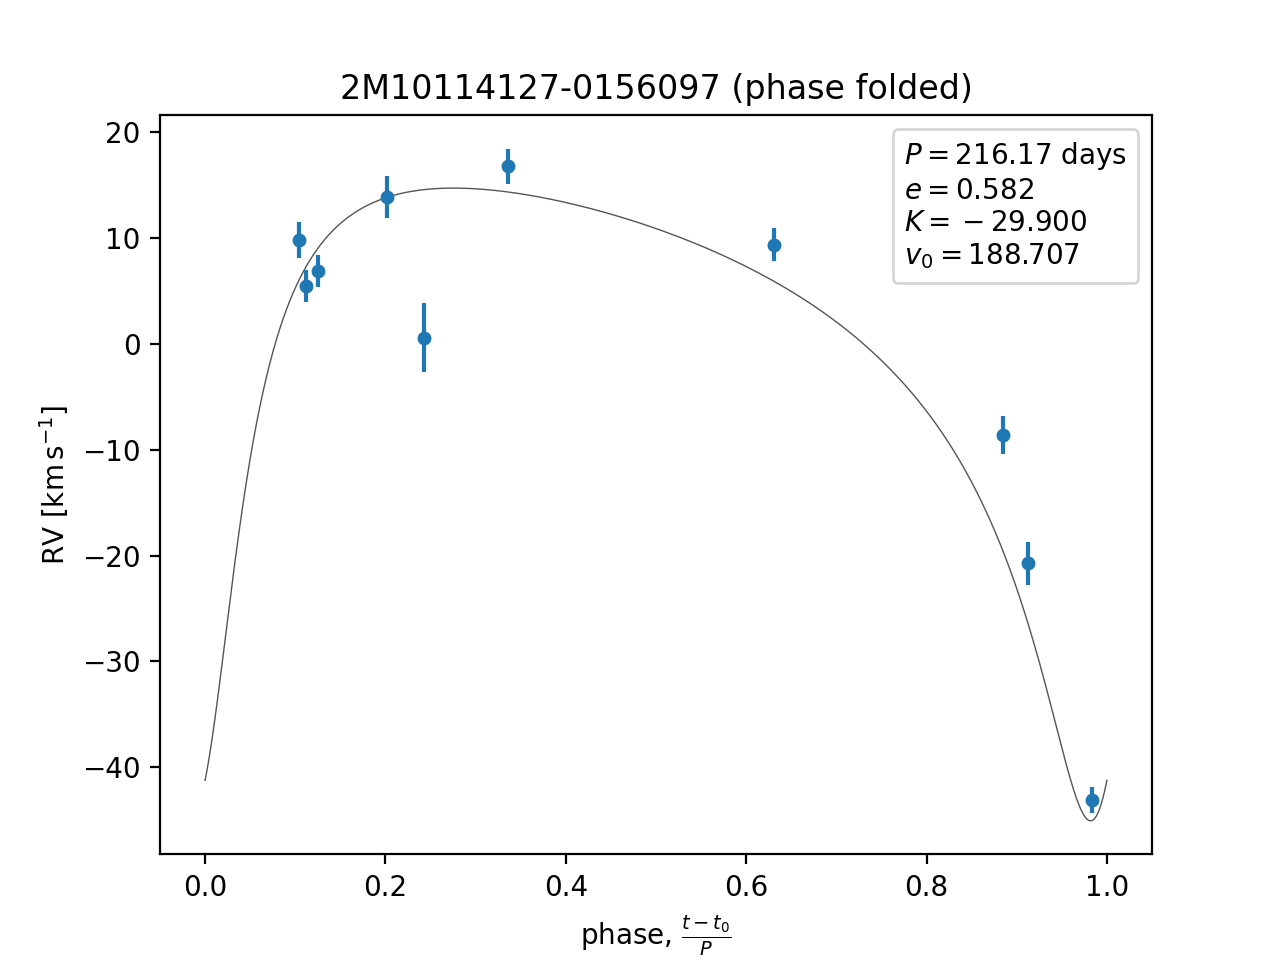 2M10114127-0156097 (phase folded)
P = 216.17 days
e = 0.582
K = −29.900
v₀ = 188.707
20
10
0
−10
−20
−30
−40
RV [km s⁻¹]
0.0 0.2 0.4 0.6 0.8 1.0
phase, (t − t₀)/P